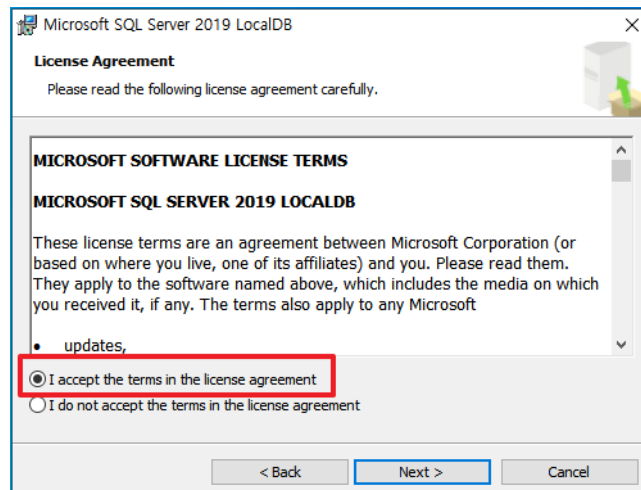 Microsoft SQL Server 2019 LocalDB
License Agreement
Please read the following license agreement carefully.
MICROSOFT SOFTWARE LICENSE TERMS
MICROSOFT SQL SERVER 2019 LOCALDB
These license terms are an agreement between Microsoft Corporation (or
based on where you live, one of its affiliates) and you. Please read them.
They apply to the software named above, which includes the media on which
you received it, if any. The terms also apply to any Microsoft
• updates,
I accept the terms in the license agreement
I do not accept the terms in the license agreement
< Back Next > Cancel